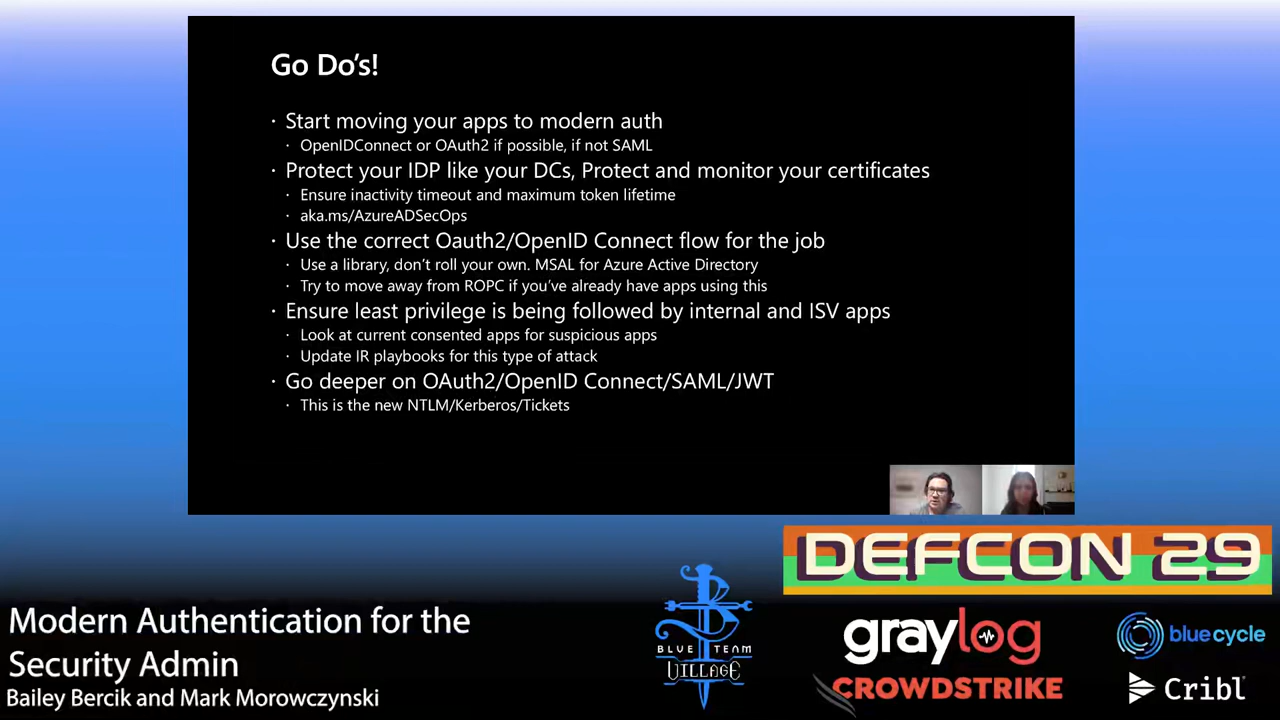 Go Do's!
· Start moving your apps to modern auth
· OpenIDConnect or OAuth2 if possible, if not SAML
· Protect your IDP like your DCs, Protect and monitor your certificates
· Ensure inactivity timeout and maximum token lifetime
· aka.ms/AzureADSecOps
· Use the correct Oauth2/OpenID Connect flow for the job
· Use a library, don't roll your own. MSAL for Azure Active Directory
· Try to move away from ROPC if you've already have apps using this
· Ensure least privilege is being followed by internal and ISV apps
· Look at current consented apps for suspicious apps
· Update IR playbooks for this type of attack
· Go deeper on OAuth2/OpenID Connect/SAML/JWT
· This is the new NTLM/Kerberos/Tickets
DEFCON 29
Modern Authentication for the
Security Admin
Bailey Bercik and Mark Morowczynski
BLUE TEAM
VILLAGE
graylog
CROWDSTRIKE
bluecycle
Cribl